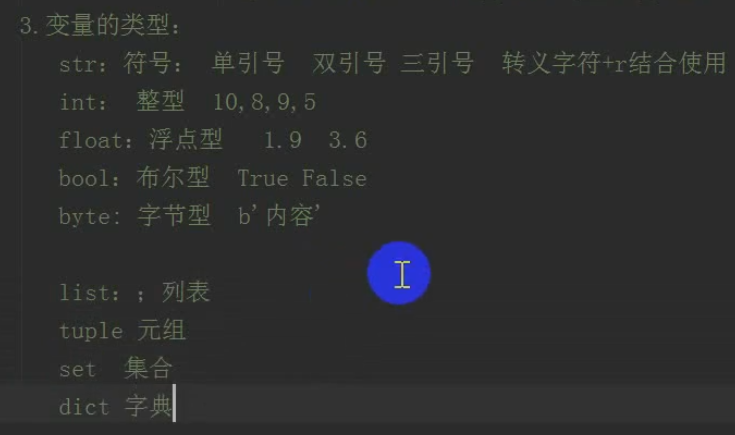 3.变量的类型：
str：符号： 单引号 双引号 三引号 转义字符+r结合使用
int： 整型 10,8,9,5
float：浮点型 1.9 3.6
bool：布尔型 True False
byte: 字节型 b'内容'
list：; 列表
tuple 元组
set 集合
dict 字典